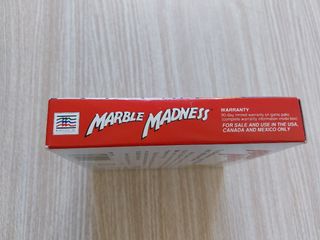 MARBLE MADNESS
WARRANTY
90-day limited warranty on game paks
(complete warranty information inside box)
FOR SALE AND USE IN THE USA,
CANADA AND MEXICO ONLY